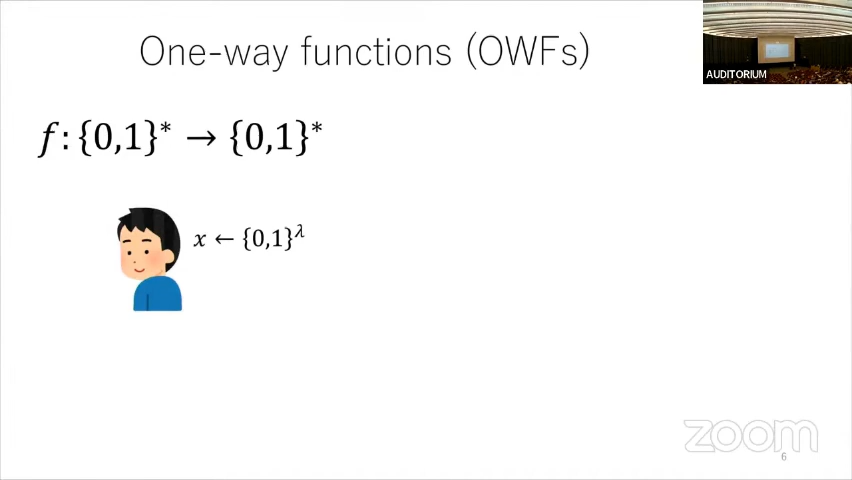 One-way functions (OWFs)
AUDITORIUM
f: {0,1}* → {0,1}*
x ← {0,1}^λ
zoom
6